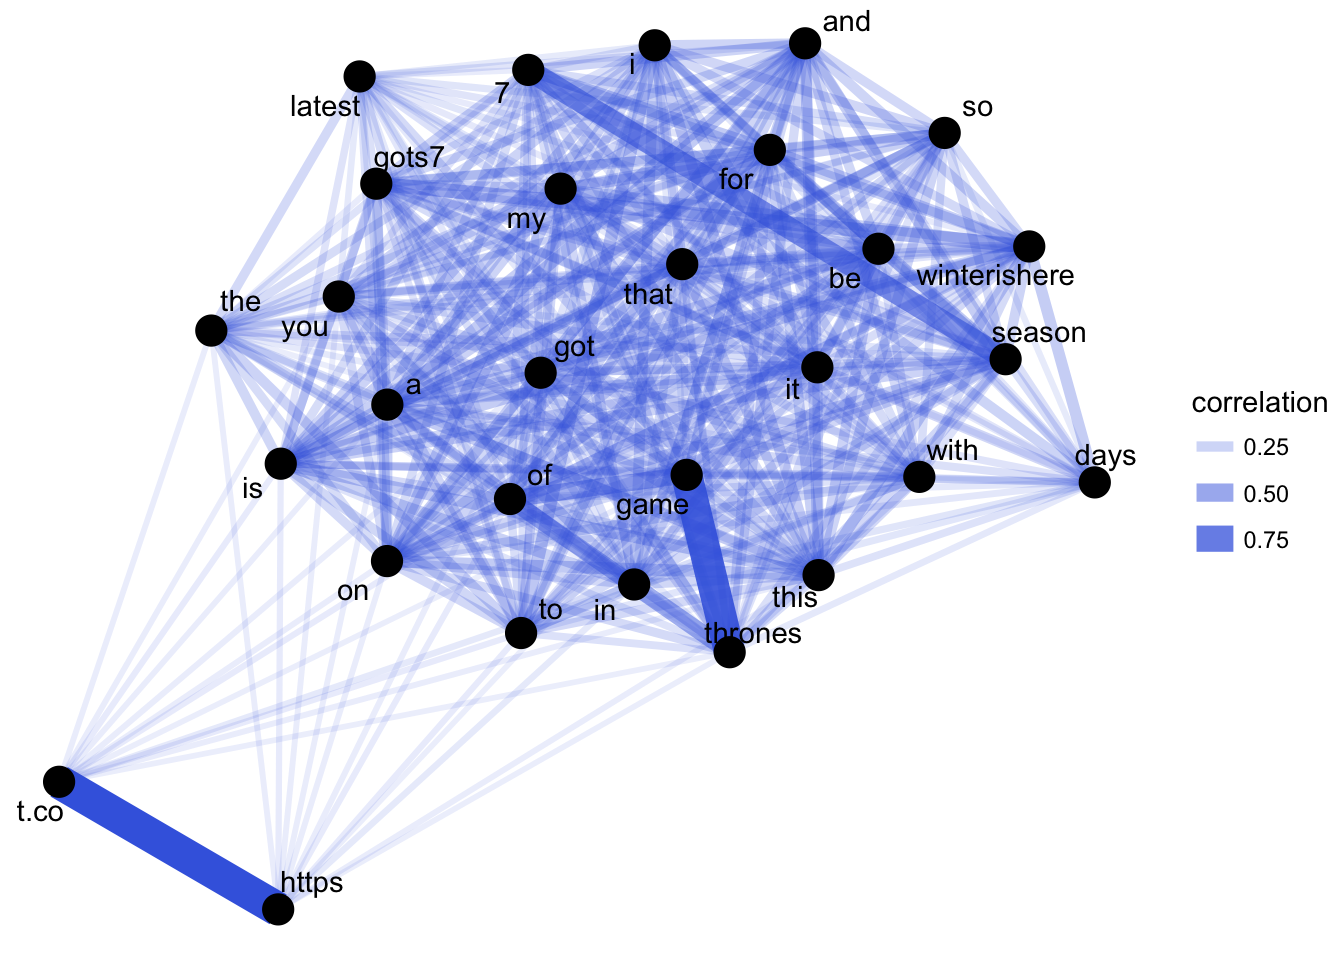 and
i
latest
7
so
gots7
for
my
that
be
winterishere
the
you
season
got
a
it
correlation
0.25
with
days
of
is
game
0.50
0.75
on
this
to
in
thrones
t.co
https